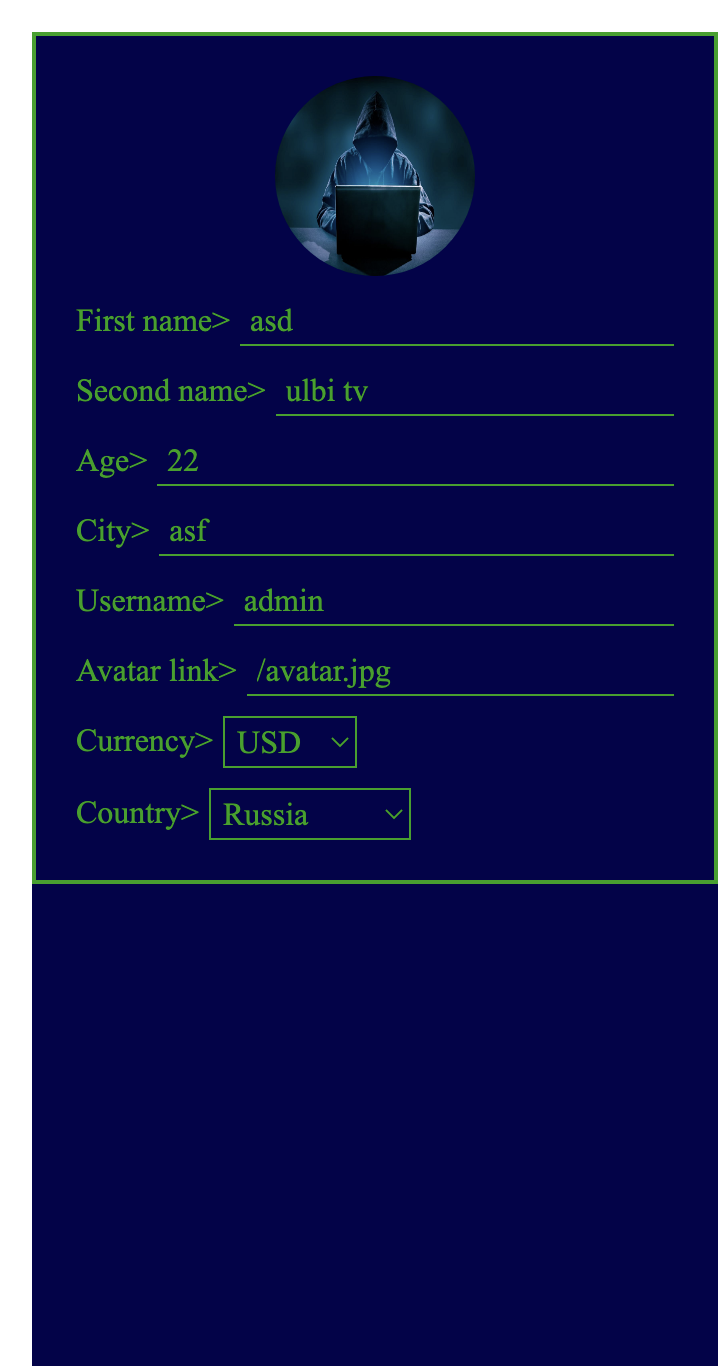 First name> asd
Second name> ulbi tv
Age> 22
City> asf
Username> admin
Avatar link> /avatar.jpg
Currency> USD
Country> Russia